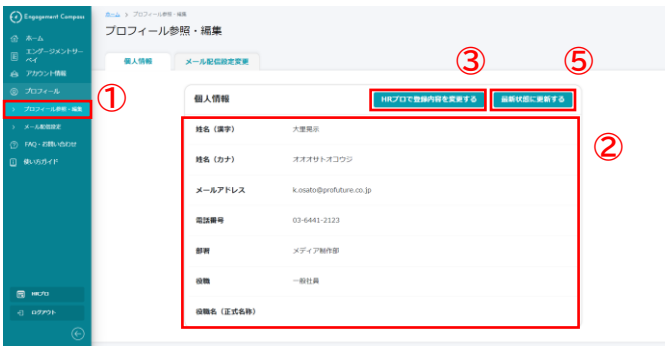 Engagement Compass
ホーム
エンゲージメントサー
ベイ
アカウント情報
プロフィール
プロフィール参照・編集
メール配信設定
FAQ・お問い合わせ
使い方ガイド
HRプロ
ログアウト
ホーム > プロフィール参照・編集
プロフィール参照・編集
個人情報
メール配信設定変更
①
③
⑤
②
個人情報
HRプロで登録内容を変更する
最新状態に更新する
姓名（漢字）
姓名（カナ）
オオオサトオコウジ
メールアドレス
k.osato@profuture.co.jp
電話番号
03-6441-2123
部署
メディア制作部
役職
一般社員
役職名（正式名称）